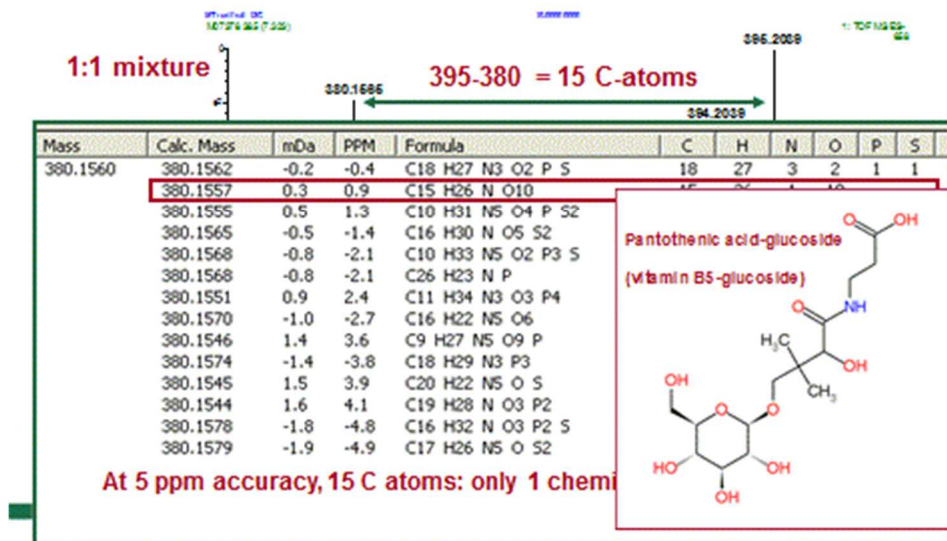 1:1 mixture
395-380 = 15 C-atoms
395.2039
394.2039
Mass Calc. Mass mDa PPM Formula C H N O P S
380.1560 380.1562 -0.2 -0.4 C18 H27 N3 O2 P S 18 27 3 2 1 1
380.1557 0.3 0.9 C15 H26 N O10
380.1555 0.5 1.3 C10 H31 N5 O4 P S2
380.1565 -0.5 -1.4 C16 H30 N O5 S2
380.1568 -0.8 -2.1 C10 H33 N5 O2 P3 S
380.1568 -0.8 -2.1 C26 H23 N P
380.1551 0.9 2.4 C11 H34 N3 O3 P4
380.1570 -1.0 -2.7 C16 H22 N5 O6
380.1546 1.4 3.6 C9 H27 N5 O9 P
380.1574 -1.4 -3.8 C18 H29 N3 P3
380.1545 1.5 3.9 C20 H22 N5 O S
380.1544 1.6 4.1 C19 H28 N O3 P2
380.1578 -1.8 -4.8 C16 H32 N O3 P2 S
380.1579 -1.9 -4.9 C17 H26 N5 O S2
At 5 ppm accuracy, 15 C atoms: only 1 chemi
Pantothenic acid-glucoside
(vitamin B5-glucoside)
O
OH
NH
O
H₃C
OH
CH₃
OH
O
O
HO
OH
HO
OH